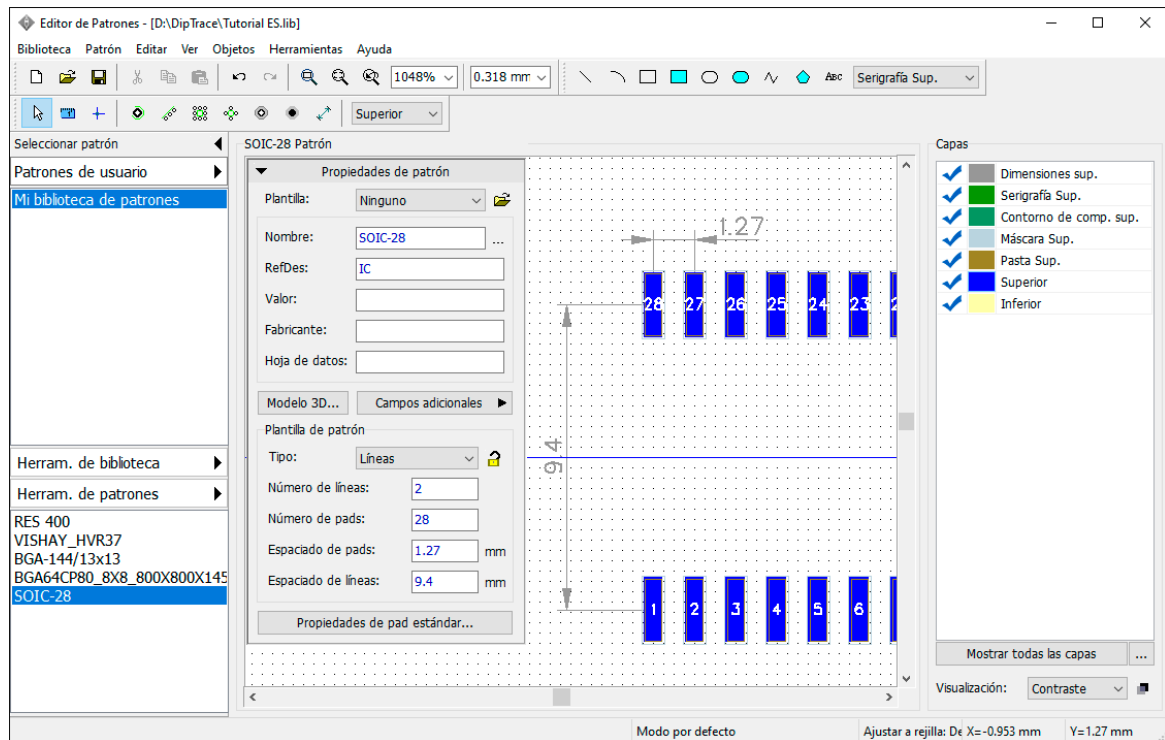 Editor de Patrones - [D:\DipTrace\Tutorial ES.lib]
Biblioteca Patrón Editar Ver Objetos Herramientas Ayuda
1048% 0.318 mm ABC Serigrafía Sup.
Superior
Seleccionar patrón
Patrones de usuario
Mi biblioteca de patrones
Herram. de biblioteca
Herram. de patrones
RES 400
VISHAY_HVR37
BGA-144/13x13
BGA64CP80_8X8_800X800X145
SOIC-28
SOIC-28 Patrón
Propiedades de patrón
Plantilla: Ninguno
Nombre: SOIC-28 ...
RefDes: IC
Valor:
Fabricante:
Hoja de datos:
Modelo 3D... Campos adicionales
Plantilla de patrón
Tipo: Líneas
Número de líneas: 2
Número de pads: 28
Espaciado de pads: 1.27 mm
Espaciado de líneas: 9.4 mm
Propiedades de pad estándar...
1.27
28 27 26 25 24 23 2
9.4
1 2 3 4 5 6
Capas
Dimensiones sup.
Serigrafía Sup.
Contorno de comp. sup.
Máscara Sup.
Pasta Sup.
Superior
Inferior
Mostrar todas las capas ...
Visualización: Contraste
Modo por defecto Ajustar a rejilla: De X=-0.953 mm Y=1.27 mm